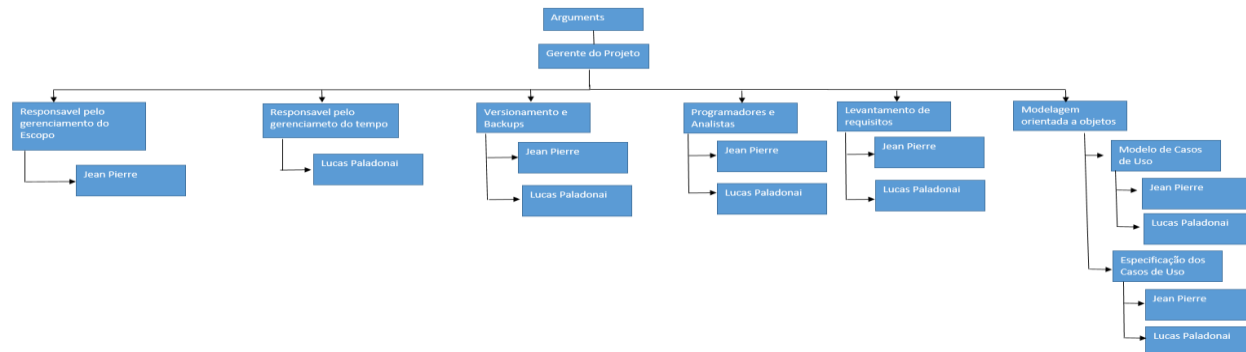 Arguments
Gerente do Projeto
Responsavel pelo
gerenciamento do
Escopo
Jean Pierre
Responsavel pelo
gerenciameto do tempo
Lucas Paladonai
Versionamento e
Backups
Jean Pierre
Lucas Paladonai
Programadores e
Analistas
Jean Pierre
Lucas Paladonai
Levantamento de
requisitos
Jean Pierre
Lucas Paladonai
Modelagem
orientada a objetos
Modelo de Casos
de Uso
Jean Pierre
Lucas Paladonai
Especificação dos
Casos de Uso
Jean Pierre
Lucas Paladonai